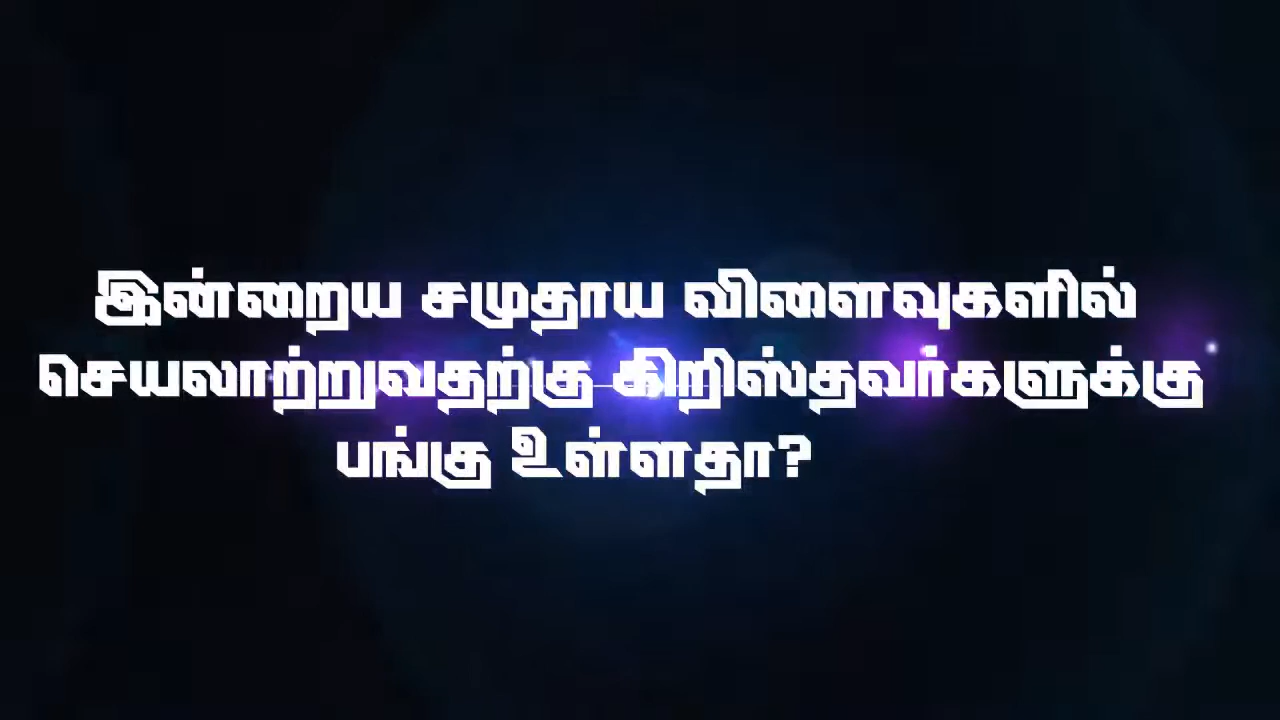 இன்றைய சமுதாய விளைவுகளில்
செயலாற்றுவதற்கு கிறிஸ்தவர்களுக்கு
பங்கு உள்ளதா?